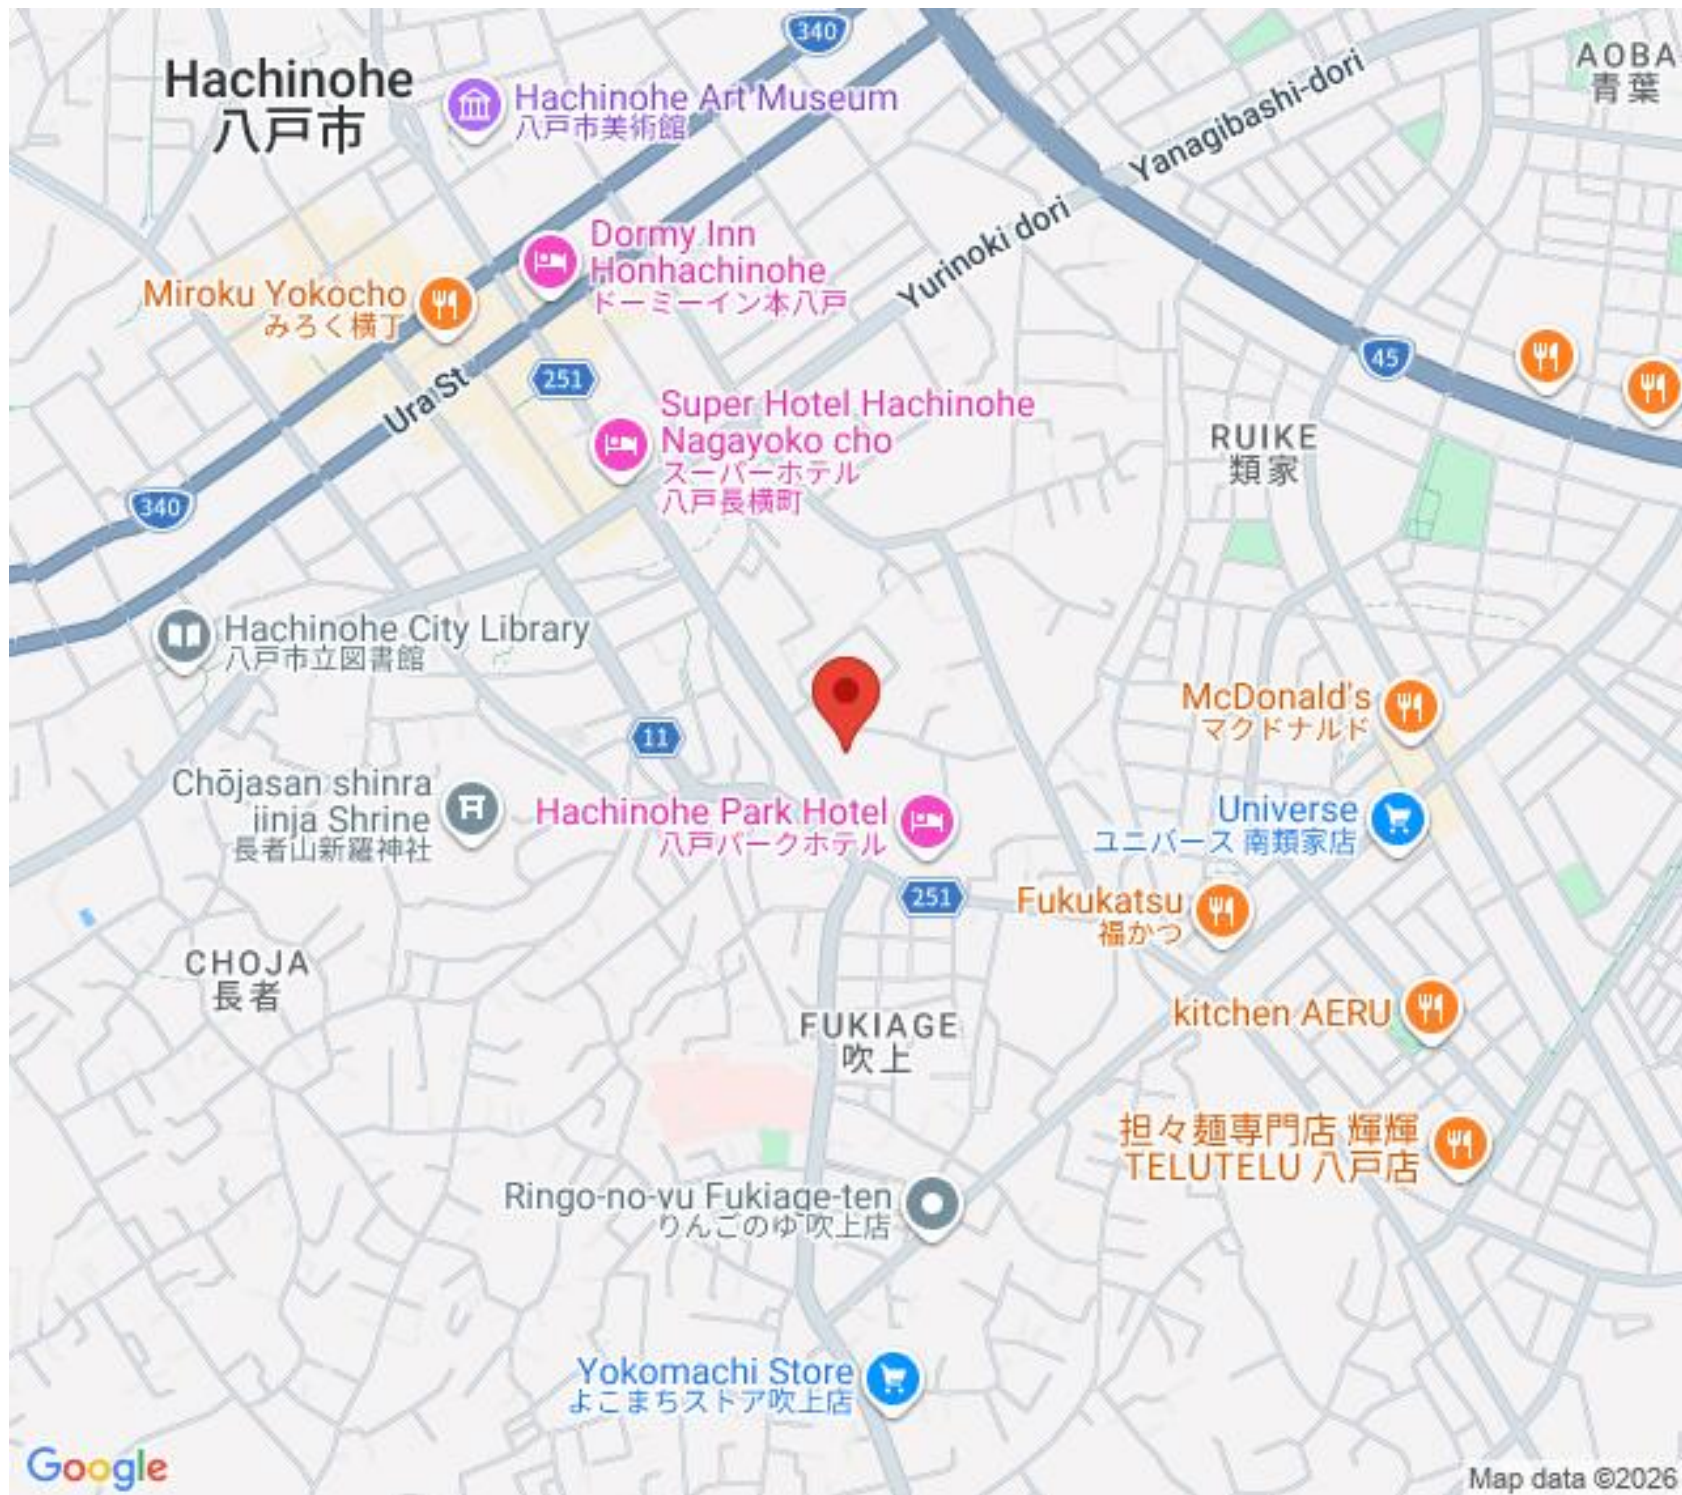 340
AOBA
青葉
Hachinohe
八戸市
Hachinohe Art Museum
八戸市美術館
Yanagibashi-dori
Yurinoki dori
Dormy Inn
Honhachinohe
ドーミーイン本八戸
Miroku Yokocho
みろく横丁
45
251
Ura St
Super Hotel Hachinohe
Nagayoko cho
スーパーホテル
八戸長横町
RUIKE
類家
340
Hachinohe City Library
八戸市立図書館
McDonald's
マクドナルド
11
Chōjasan shinra
jinja Shrine
長者山新羅神社
Hachinohe Park Hotel
八戸パークホテル
Universe
ユニバース 南類家店
251
Fukukatsu
福かつ
CHOJA
長者
kitchen AERU
FUKIAGE
吹上
担々麺専門店 輝輝
TELUTELU 八戸店
Ringo-no-yu Fukiage-ten
りんごのゆ 吹上店
Yokomachi Store
よこまちストア吹上店
Google
Map data ©2026